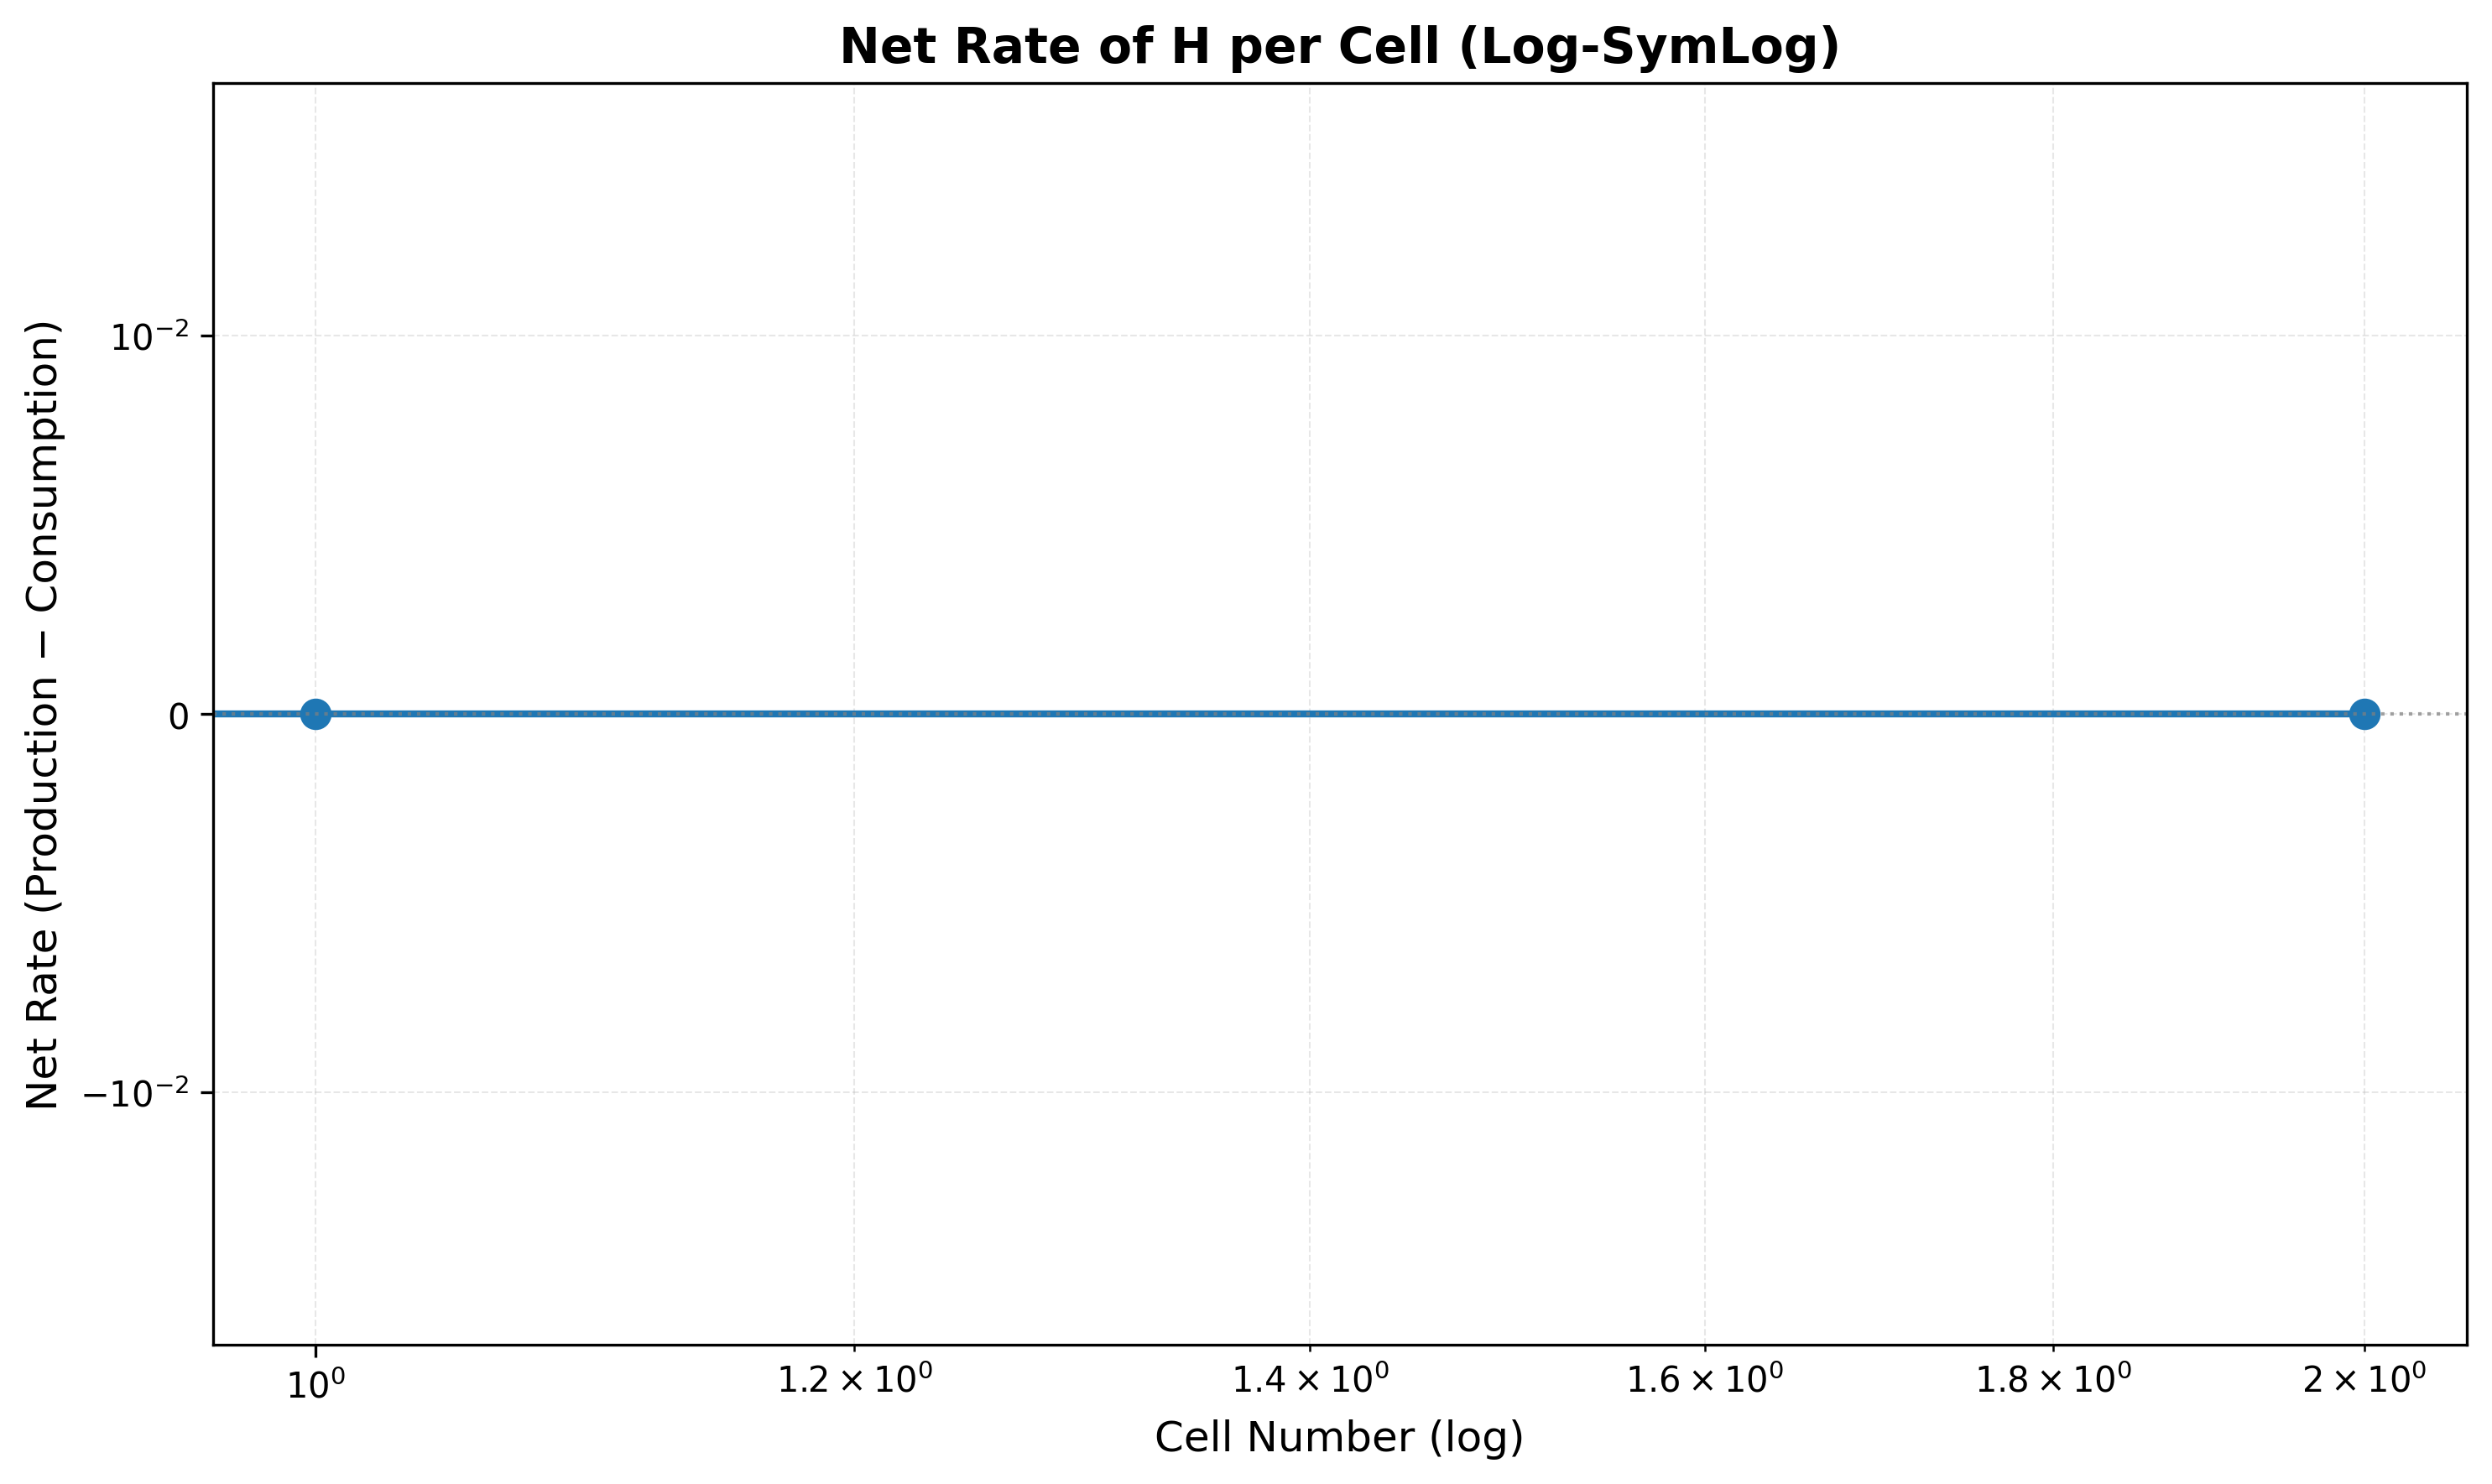 Net Rate of H per Cell (Log-SymLog)
Net Rate (Production − Consumption)
10⁻²
0
−10⁻²
10⁰ 1.2 × 10⁰ 1.4 × 10⁰ 1.6 × 10⁰ 1.8 × 10⁰ 2 × 10⁰
Cell Number (log)